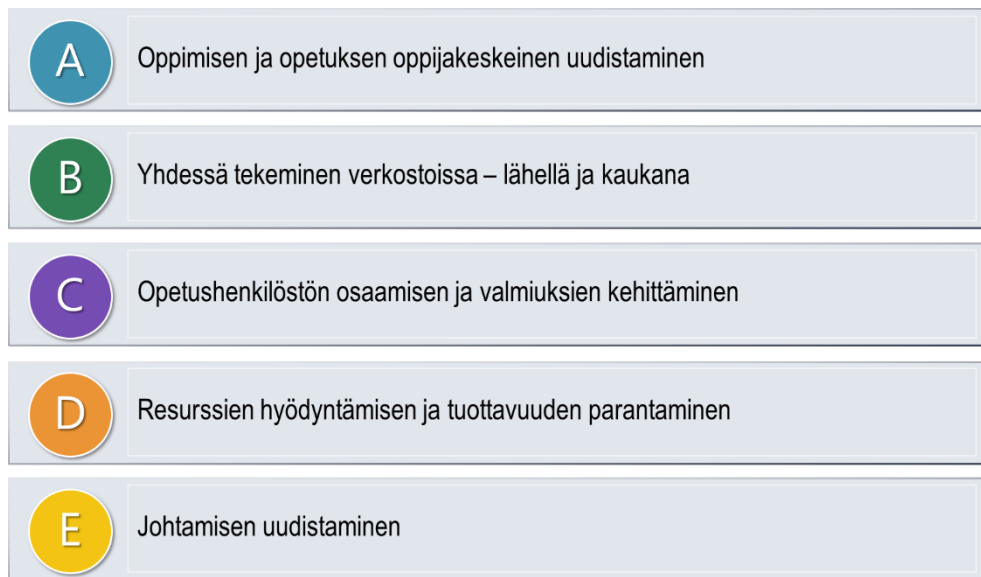 A Oppimisen ja opetuksen oppijakeskeinen uudistaminen
B Yhdessä tekeminen verkostoissa – lähellä ja kaukana
C Opetushenkilöstön osaamisen ja valmiuksien kehittäminen
D Resurssien hyödyntämisen ja tuottavuuden parantaminen
E Johtamisen uudistaminen